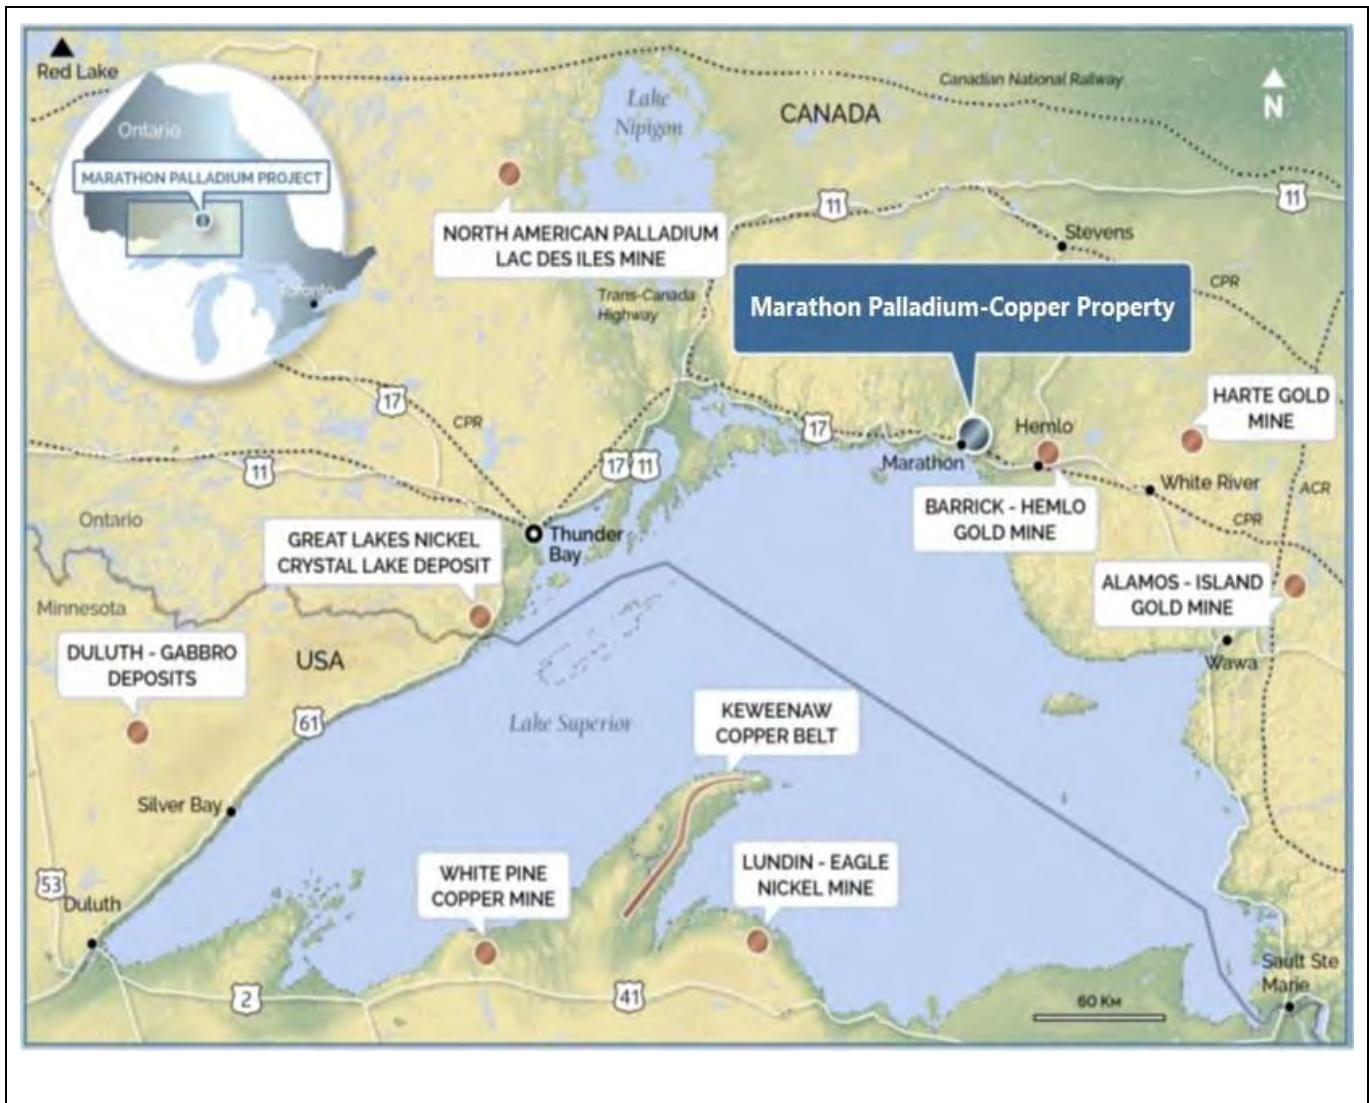 Red Lake
Ontario
MARATHON PALLADIUM PROJECT
Toronto
Lake
Nipigon
CANADA
Canadian National Railway
N
11
11
NORTH AMERICAN PALLADIUM
LAC DES ILES MINE
Stevens
Trans-Canada
Highway
CPR
Marathon Palladium-Copper Property
17
CPR
17
HARTE GOLD
MINE
Hemlo
Marathon
11
17
11
White River
ACR
BARRICK - HEMLO
GOLD MINE
CPR
Ontario
Thunder
Bay
GREAT LAKES NICKEL
CRYSTAL LAKE DEPOSIT
ALAMOS - ISLAND
GOLD MINE
Minnesota
DULUTH - GABBRO
DEPOSITS
USA
Wawa
61
Lake Superior
KEWEENAW
COPPER BELT
Silver Bay
WHITE PINE
COPPER MINE
LUNDIN - EAGLE
NICKEL MINE
53
Duluth
2
41
60 KM
Sault Ste
Marie